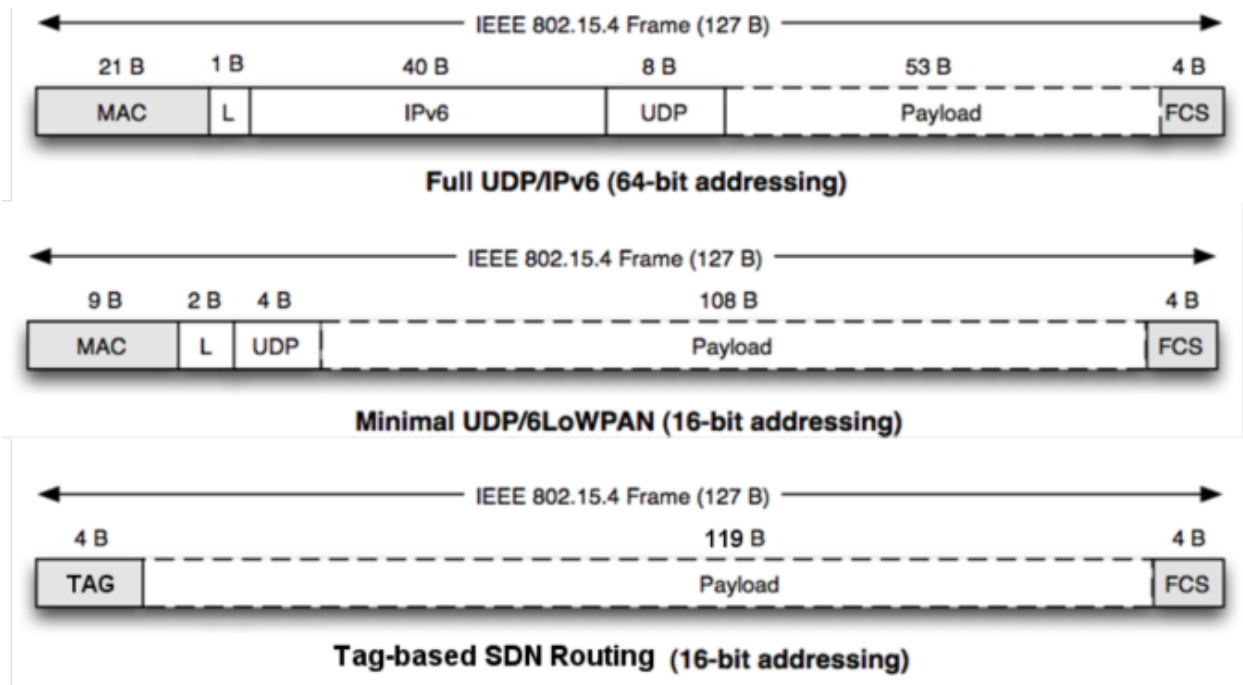 IEEE 802.15.4 Frame (127 B)
21 B 1 B 40 B 8 B 53 B 4 B
MAC L IPv6 UDP Payload FCS
Full UDP/IPv6 (64-bit addressing)
IEEE 802.15.4 Frame (127 B)
9 B 2 B 4 B 108 B 4 B
MAC L UDP Payload FCS
Minimal UDP/6LoWPAN (16-bit addressing)
IEEE 802.15.4 Frame (127 B)
4 B 119 B 4 B
TAG Payload FCS
Tag-based SDN Routing (16-bit addressing)